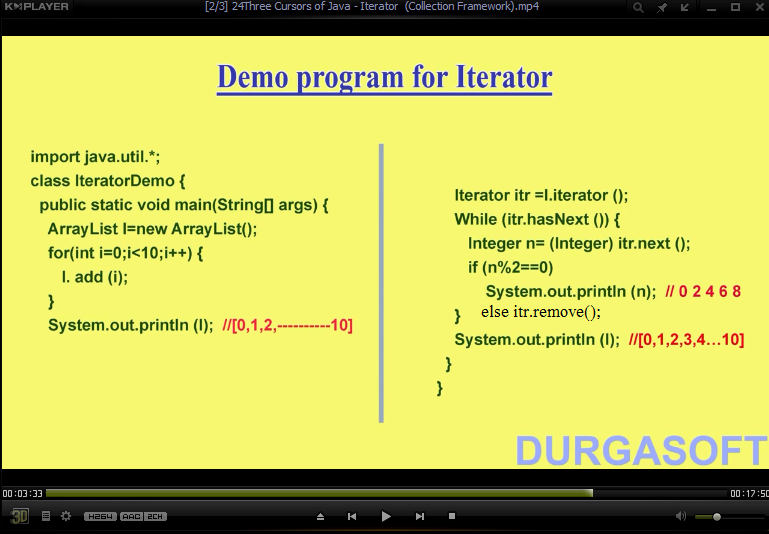 K-MPLAYER
[2/3] 24Three Cursors of Java - Iterator (Collection Framework).mp4
Demo program for Iterator
import java.util.*;
class IteratorDemo {
public static void main(String[] args) {
ArrayList l=new ArrayList();
for(int i=0;i<10;i++) {
l. add (i);
}
System.out.println (l); //[0,1,2,----------10]
Iterator itr =l.iterator ();
While (itr.hasNext ()) {
Integer n= (Integer) itr.next ();
if (n%2==0)
System.out.println (n); // 0 2 4 6 8
} else itr.remove();
System.out.println (l); //[0,1,2,3,4…10]
}
}
DURGASOFT
00:03:33
00:17:50
3D
H264 AAC 2CH